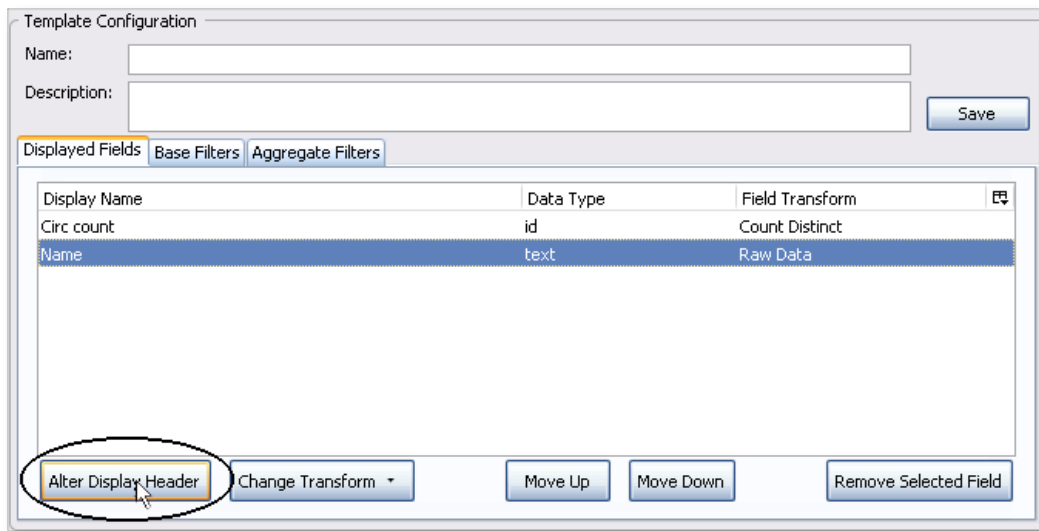 Template Configuration
Name:
Description:
Save
Displayed Fields Base Filters Aggregate Filters
Display Name Data Type Field Transform
Circ count id Count Distinct
Name text Raw Data
Alter Display Header Change Transform Move Up Move Down Remove Selected Field